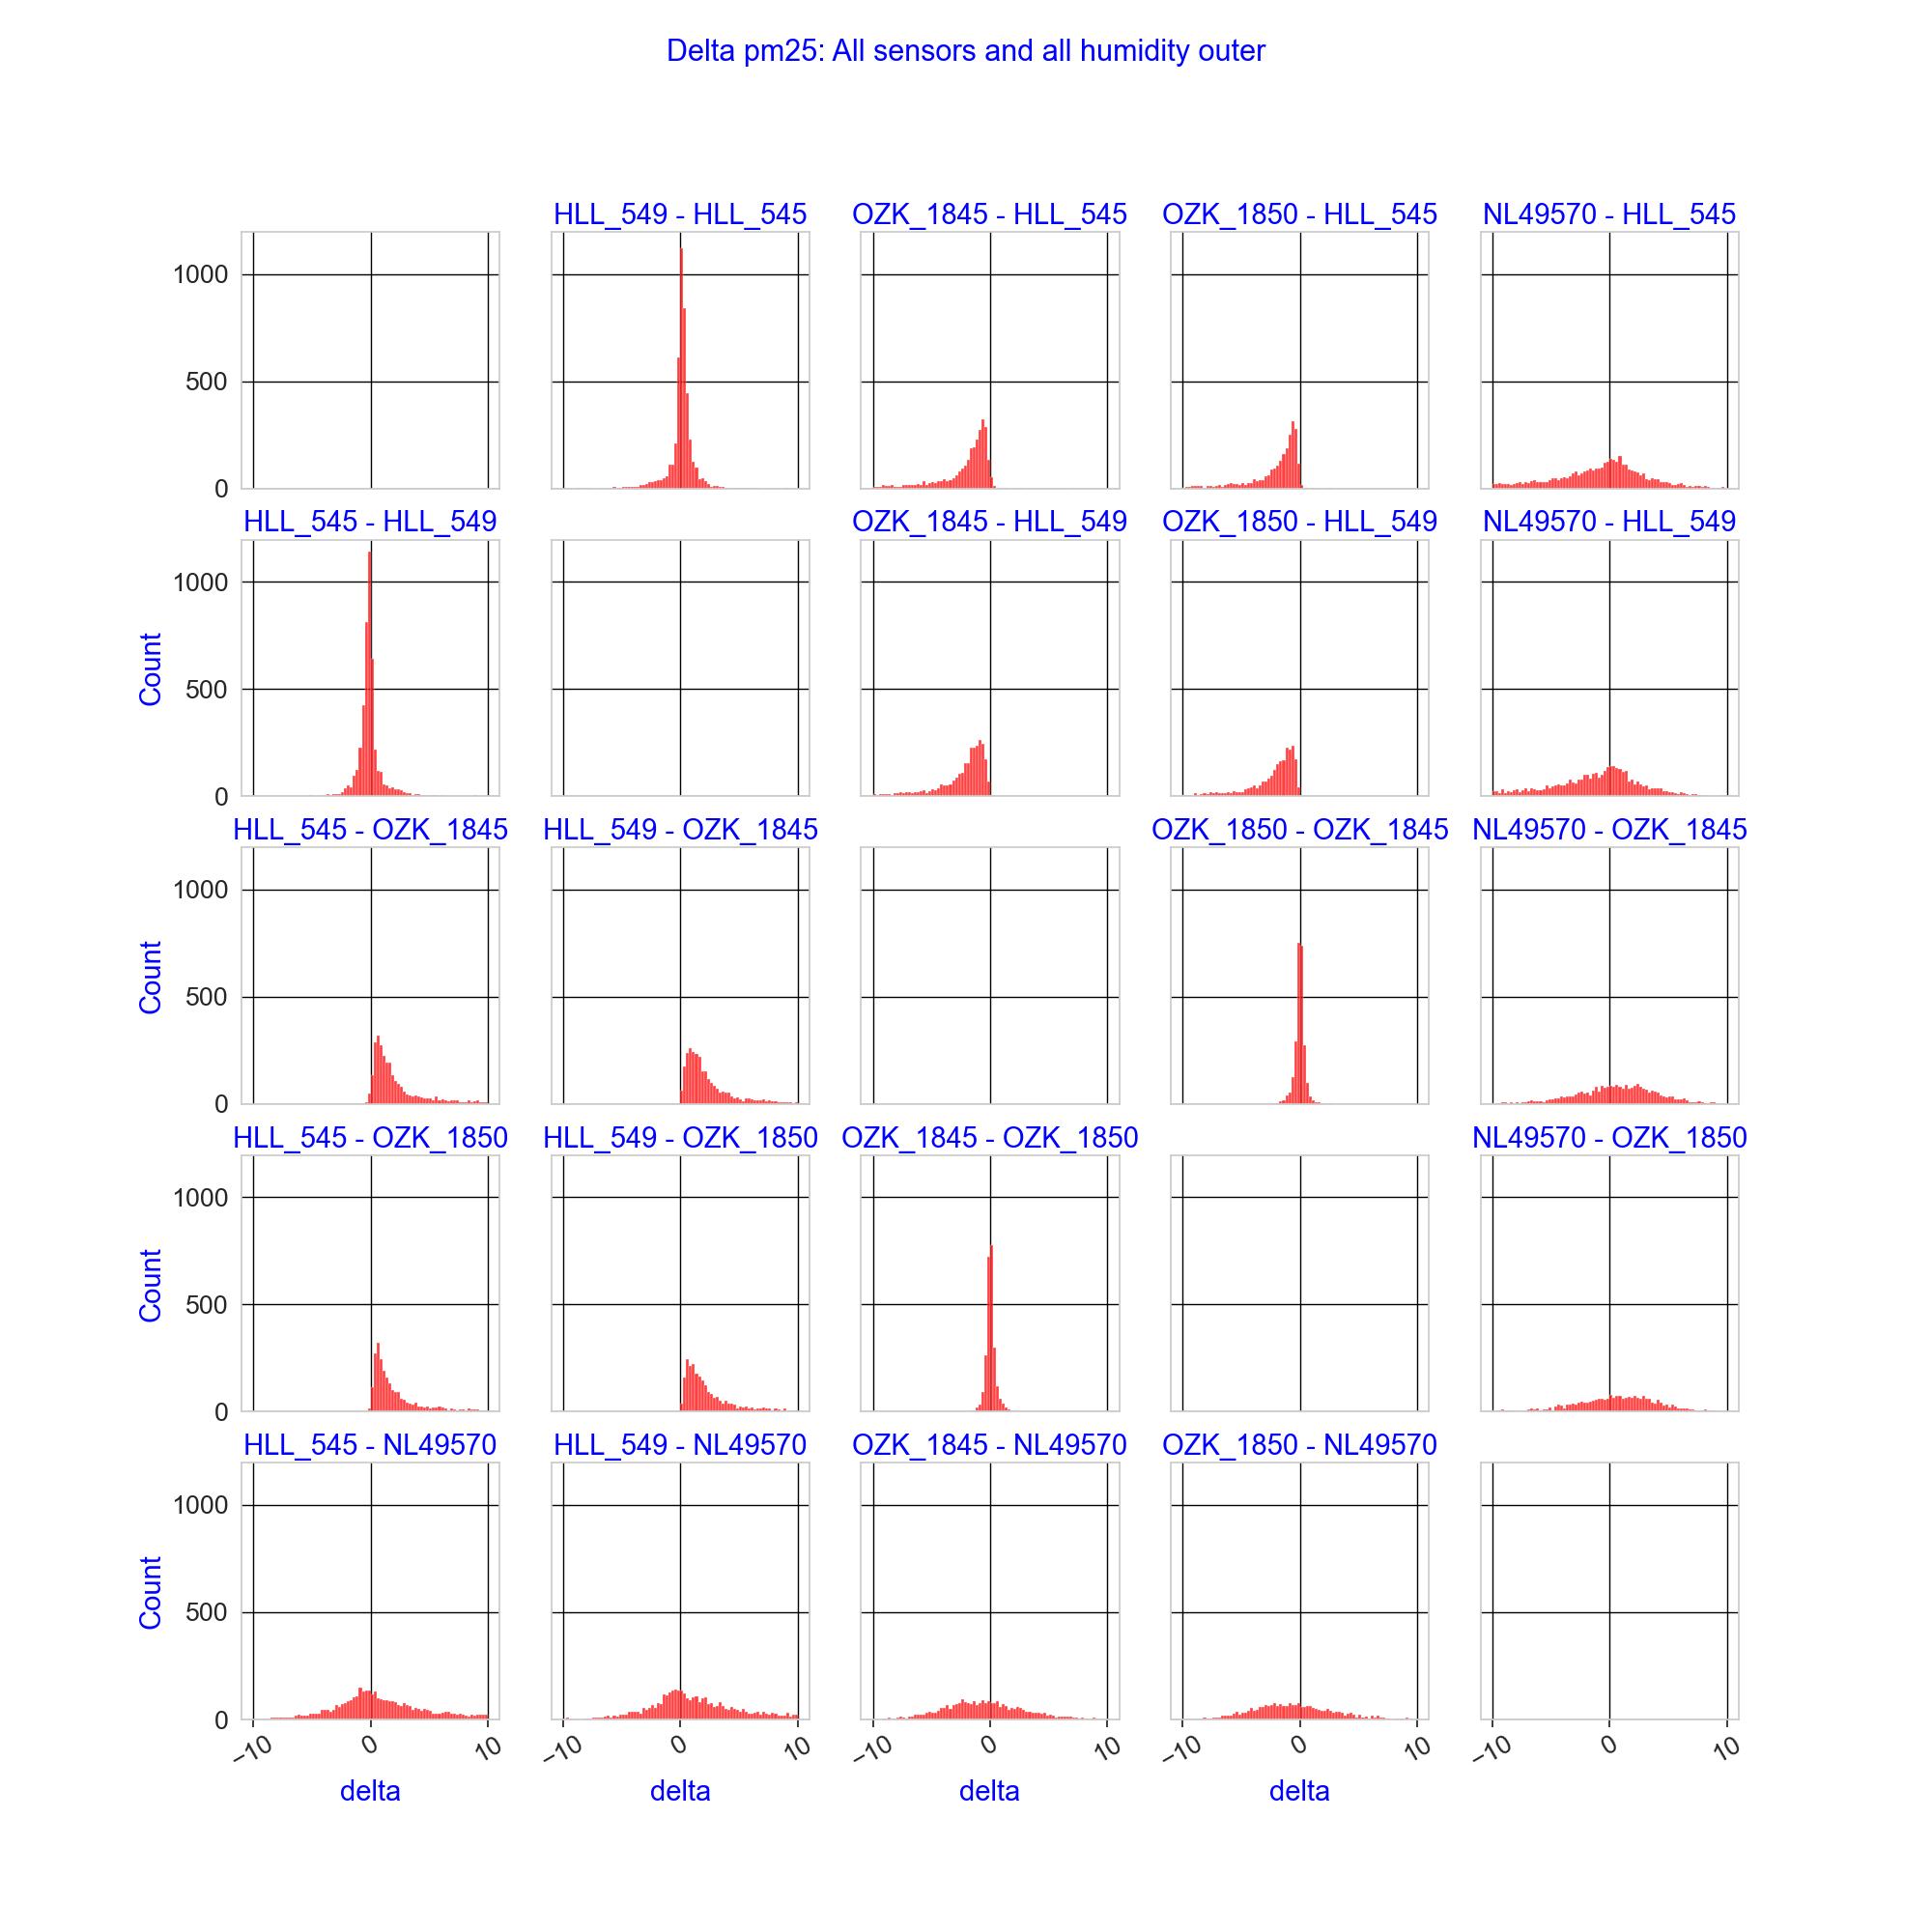 Delta pm25: All sensors and all humidity outer
HLL_549 - HLL_545
OZK_1845 - HLL_545
OZK_1850 - HLL_545
NL49570 - HLL_545
1000
500
0
HLL_545 - HLL_549
OZK_1845 - HLL_549
OZK_1850 - HLL_549
NL49570 - HLL_549
Count
1000
500
0
HLL_545 - OZK_1845
HLL_549 - OZK_1845
OZK_1850 - OZK_1845
NL49570 - OZK_1845
Count
1000
500
0
HLL_545 - OZK_1850
HLL_549 - OZK_1850
OZK_1845 - OZK_1850
NL49570 - OZK_1850
Count
1000
500
0
HLL_545 - NL49570
HLL_549 - NL49570
OZK_1845 - NL49570
OZK_1850 - NL49570
Count
1000
500
0
−10 0 10
−10 0 10
−10 0 10
−10 0 10
−10 0 10
delta
delta
delta
delta